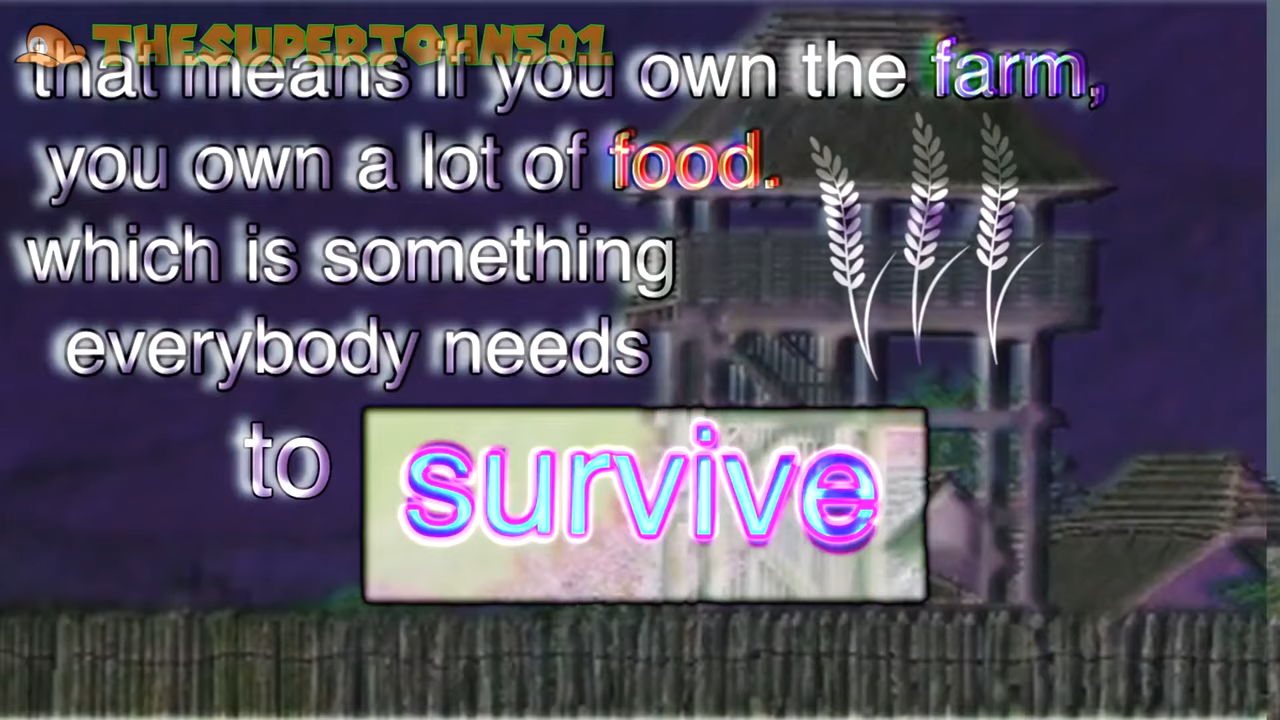 THESUPERJOHN501
that means if you own the farm,
you own a lot of food.
which is something
everybody needs
to survive